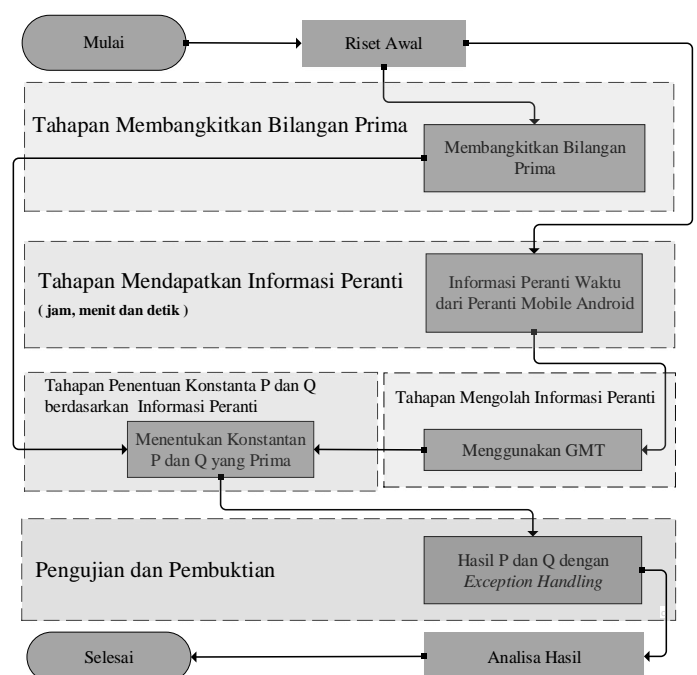 Mulai
Riset Awal
Tahapan Membangkitkan Bilangan Prima
Membangkitkan Bilangan
Prima
Tahapan Mendapatkan Informasi Peranti
( jam, menit dan detik )
Informasi Peranti Waktu
dari Peranti Mobile Android
Tahapan Penentuan Konstanta P dan Q
berdasarkan Informasi Peranti
Menentukan Konstantan
P dan Q yang Prima
Tahapan Mengolah Informasi Peranti
Menggunakan GMT
Pengujian dan Pembuktian
Hasil P dan Q dengan
Exception Handling
Selesai
Analisa Hasil